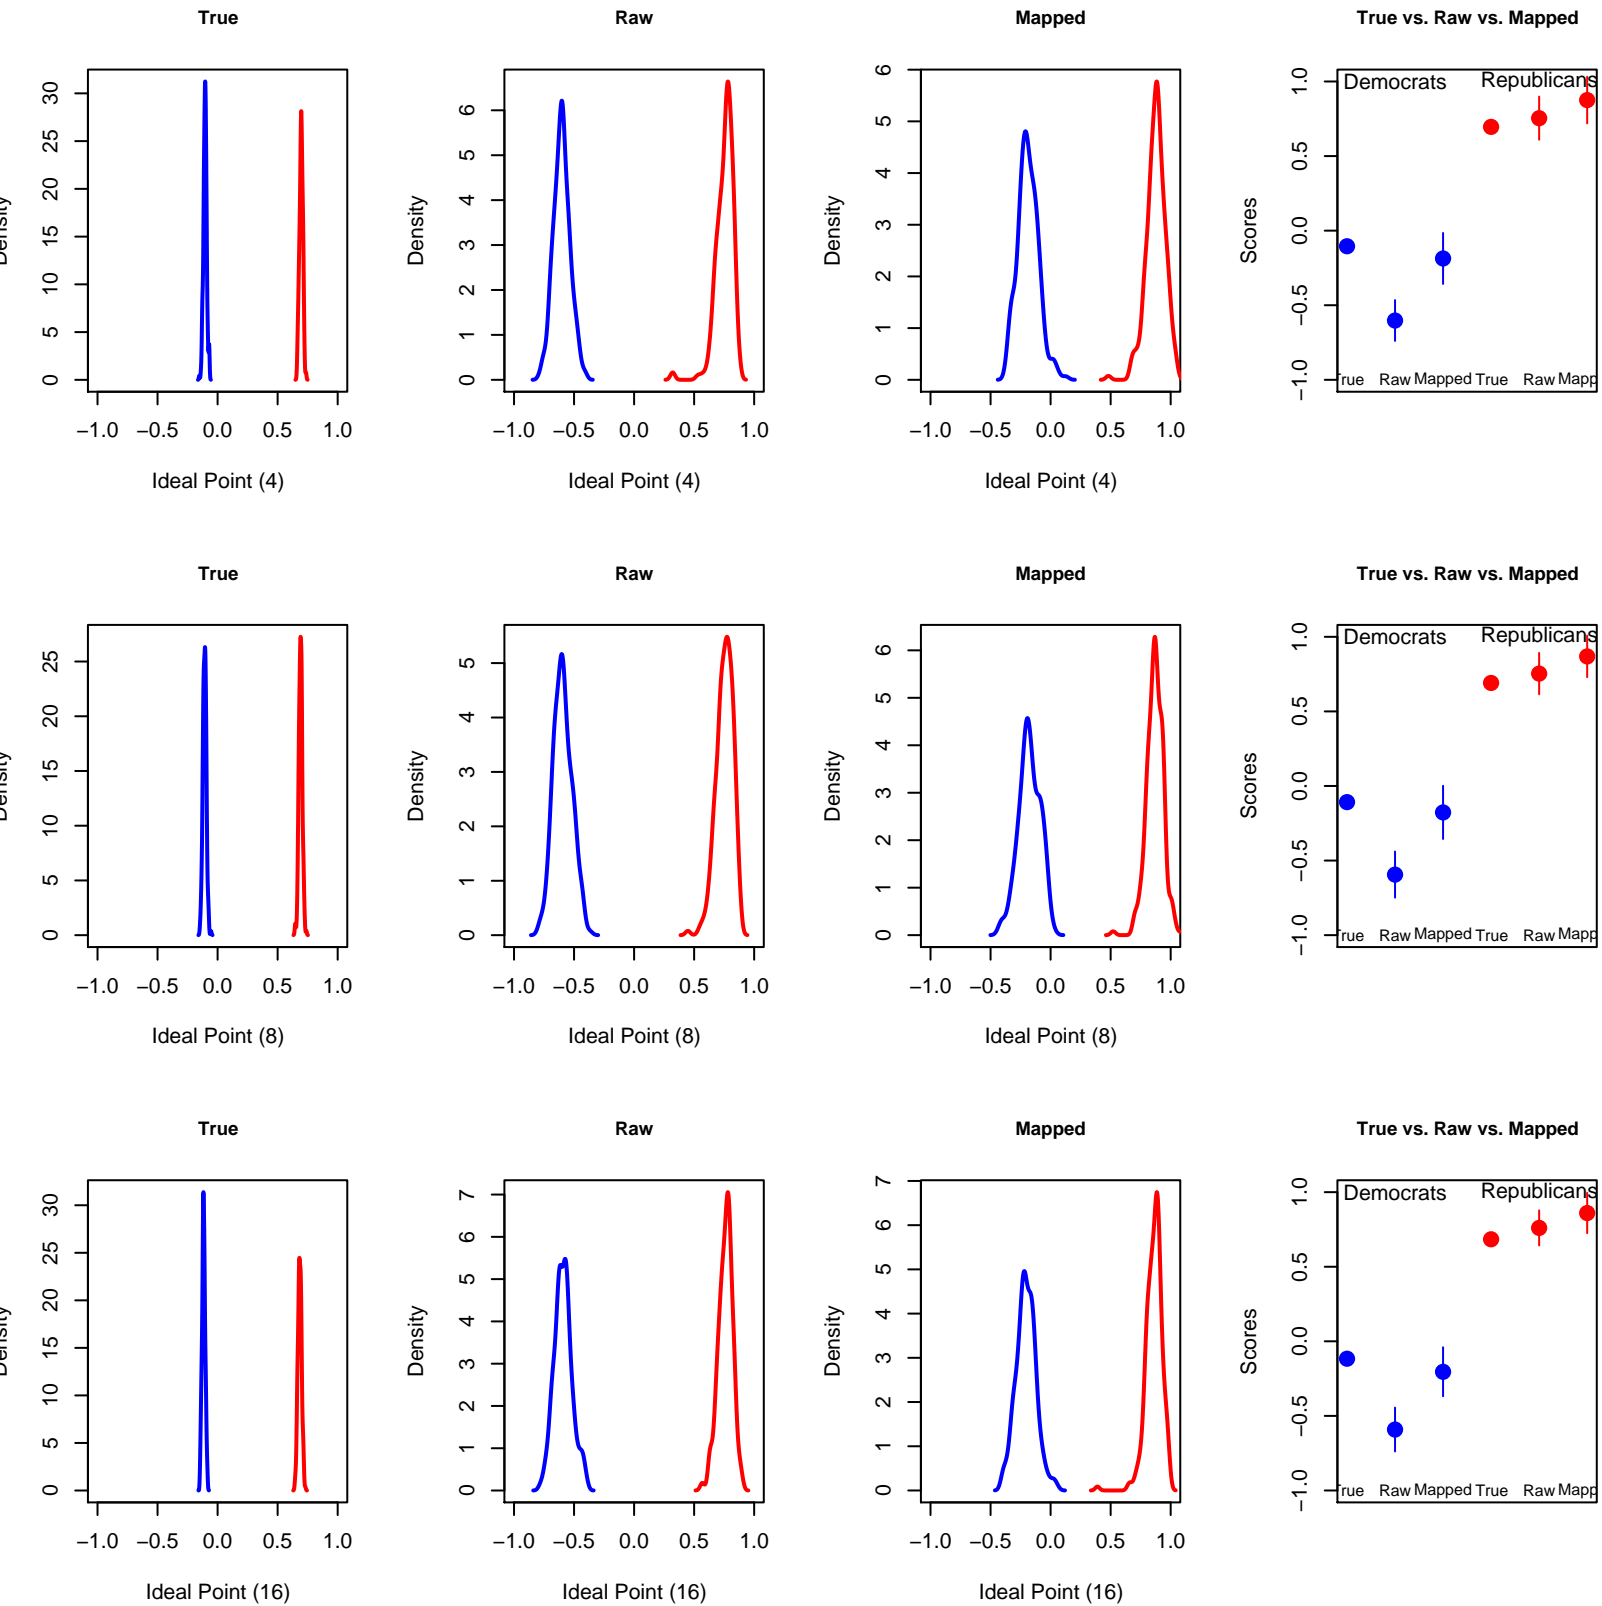 True
Raw
Mapped
True vs. Raw vs. Mapped
Density
0 5 10 15 20 25 30
−1.0 −0.5 0.0 0.5 1.0
Ideal Point (4)
Density
0 1 2 3 4 5 6
−1.0 −0.5 0.0 0.5 1.0
Ideal Point (4)
Density
0 1 2 3 4 5 6
−1.0 −0.5 0.0 0.5 1.0
Ideal Point (4)
Scores
−1.0 −0.5 0.0 0.5 1.0
Democrats Republicans
True Raw Mapped True Raw Mapp
True
Raw
Mapped
True vs. Raw vs. Mapped
Density
0 5 10 15 20 25
−1.0 −0.5 0.0 0.5 1.0
Ideal Point (8)
Density
0 1 2 3 4 5
−1.0 −0.5 0.0 0.5 1.0
Ideal Point (8)
Density
0 1 2 3 4 5 6
−1.0 −0.5 0.0 0.5 1.0
Ideal Point (8)
Scores
−1.0 −0.5 0.0 0.5 1.0
Democrats Republicans
True Raw Mapped True Raw Mapp
True
Raw
Mapped
True vs. Raw vs. Mapped
Density
0 5 10 15 20 25 30
−1.0 −0.5 0.0 0.5 1.0
Ideal Point (16)
Density
0 1 2 3 4 5 6 7
−1.0 −0.5 0.0 0.5 1.0
Ideal Point (16)
Density
0 1 2 3 4 5 6 7
−1.0 −0.5 0.0 0.5 1.0
Ideal Point (16)
Scores
−1.0 −0.5 0.0 0.5 1.0
Democrats Republicans
True Raw Mapped True Raw Mapp